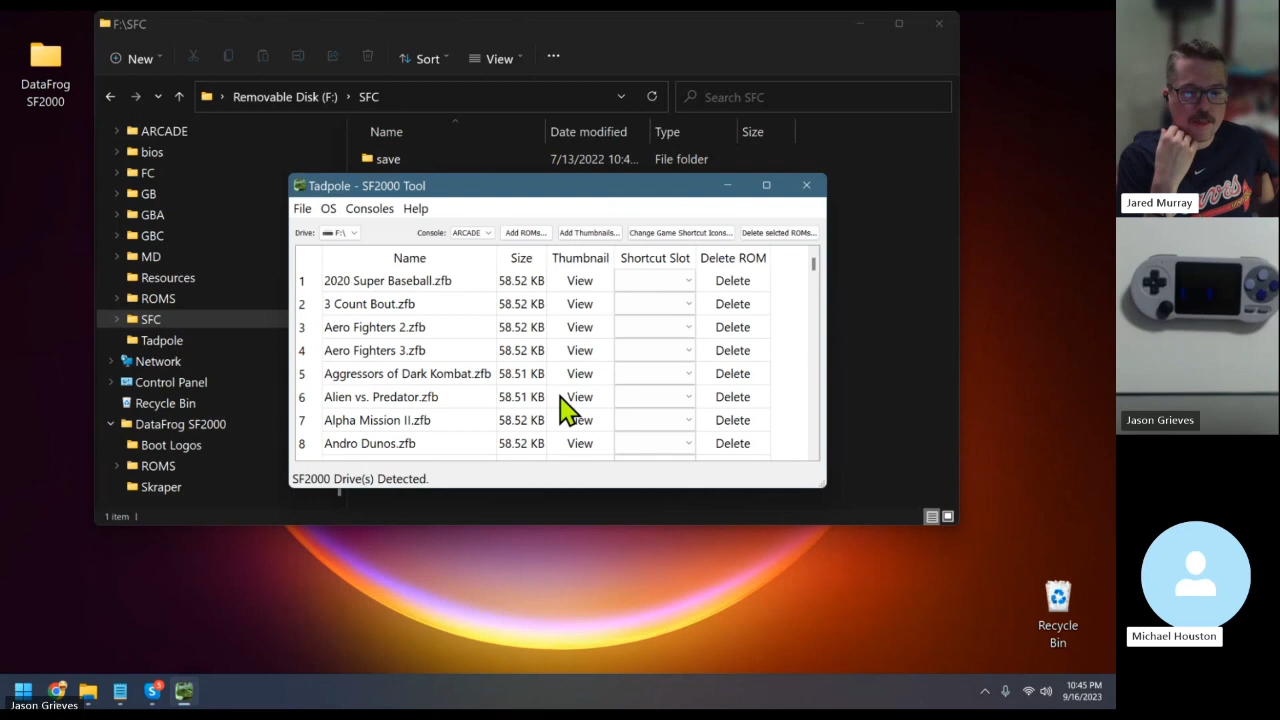 F:\SFC
New
Sort
View
Removable Disk (F:) SFC
Search SFC
DataFrog
SF2000
ARCADE
bios
FC
GB
GBA
GBC
MD
Resources
ROMS
SFC
Tadpole
Network
Control Panel
Recycle Bin
DataFrog SF2000
Boot Logos
ROMS
Skraper
Name Date modified Type Size
save 7/13/2022 10:4... File folder
Tadpole - SF2000 Tool
File OS Consoles Help
Drive: F:\ Console: ARCADE Add ROMs... Add Thumbnails... Change Game Shortcut Icons... Delete selcted ROMs...
Name Size Thumbnail Shortcut Slot Delete ROM
1 2020 Super Baseball.zfb 58.52 KB View Delete
2 3 Count Bout.zfb 58.52 KB View Delete
3 Aero Fighters 2.zfb 58.52 KB View Delete
4 Aero Fighters 3.zfb 58.52 KB View Delete
5 Aggressors of Dark Kombat.zfb 58.51 KB View Delete
6 Alien vs. Predator.zfb 58.51 KB View Delete
7 Alpha Mission II.zfb 58.52 KB View Delete
8 Andro Dunos.zfb 58.52 KB View Delete
SF2000 Drive(s) Detected.
1 item
Recycle
Bin
10:45 PM
9/16/2023
Jason Grieves
Jared Murray
Jason Grieves
Michael Houston